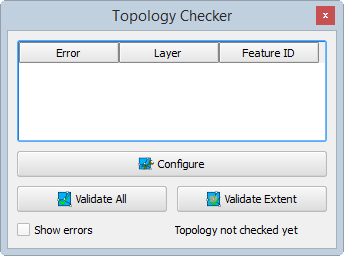 Topology Checker
x
Error Layer Feature ID
Configure
Validate All Validate Extent
Show errors Topology not checked yet